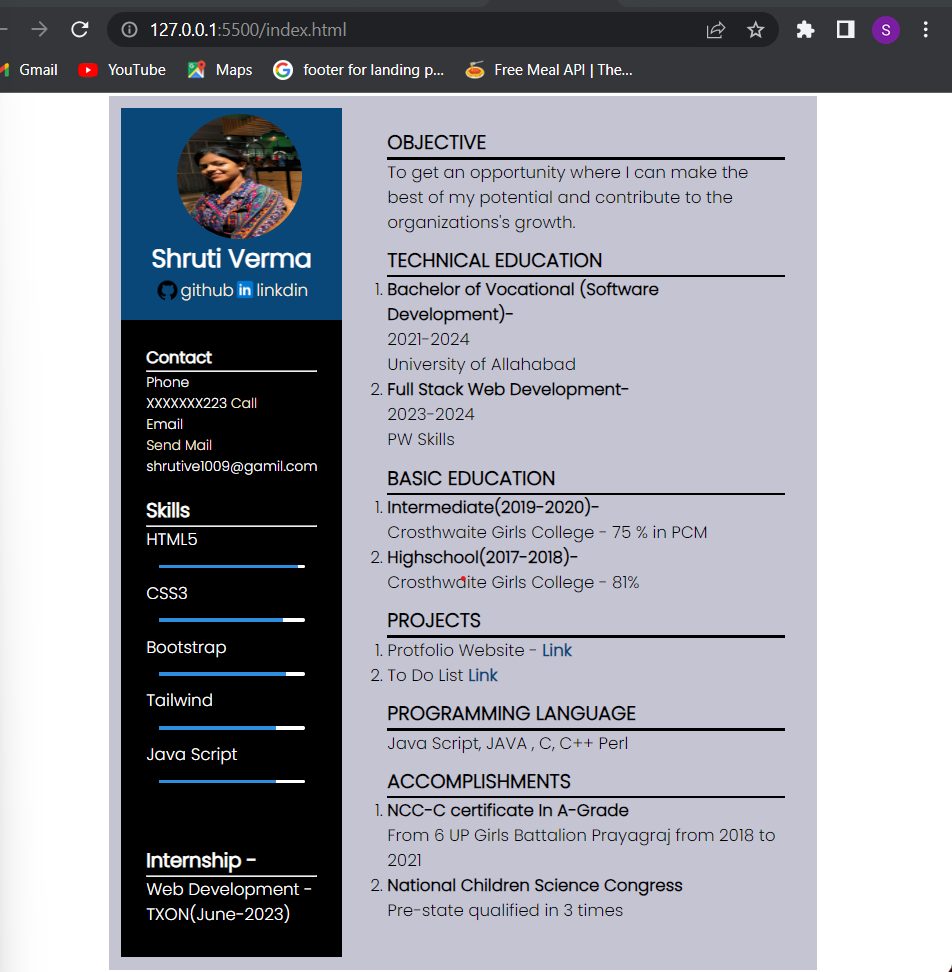 127.0.0.1:5500/index.html
S
Gmail
YouTube
Maps
footer for landing p...
Free Meal API | The...
Shruti Verma
github in linkdin
Contact
Phone
XXXXXXX223 Call
Email
Send Mail
shrutive1009@gamil.com
Skills
HTML5
CSS3
Bootstrap
Tailwind
Java Script
Internship -
Web Development -
TXON(June-2023)
OBJECTIVE
To get an opportunity where I can make the
best of my potential and contribute to the
organizations's growth.
TECHNICAL EDUCATION
1. Bachelor of Vocational (Software
Development)-
2021-2024
University of Allahabad
2. Full Stack Web Development-
2023-2024
PW Skills
BASIC EDUCATION
1. Intermediate(2019-2020)-
Crosthwaite Girls College - 75 % in PCM
2. Highschool(2017-2018)-
Crosthwaite Girls College - 81%
PROJECTS
1. Protfolio Website - Link
2. To Do List Link
PROGRAMMING LANGUAGE
Java Script, JAVA , C, C++ Perl
ACCOMPLISHMENTS
1. NCC-C certificate In A-Grade
From 6 UP Girls Battalion Prayagraj from 2018 to
2021
2. National Children Science Congress
Pre-state qualified in 3 times